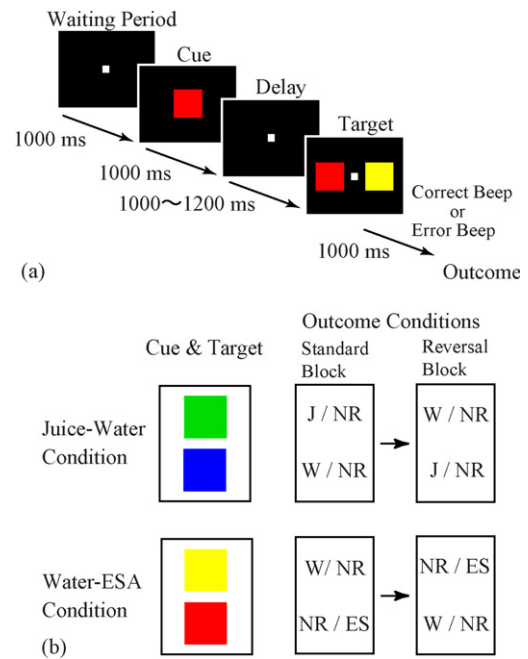 Waiting Period
Cue
Delay
Target
1000 ms
1000 ms
1000～1200 ms
1000 ms
Correct Beep
or
Error Beep
Outcome
(a)
Outcome Conditions
Cue & Target
Standard
Block
Reversal
Block
Juice-Water
Condition
J / NR
W / NR
W / NR
J / NR
Water-ESA
Condition
W/ NR
NR / ES
NR / ES
W / NR
(b)